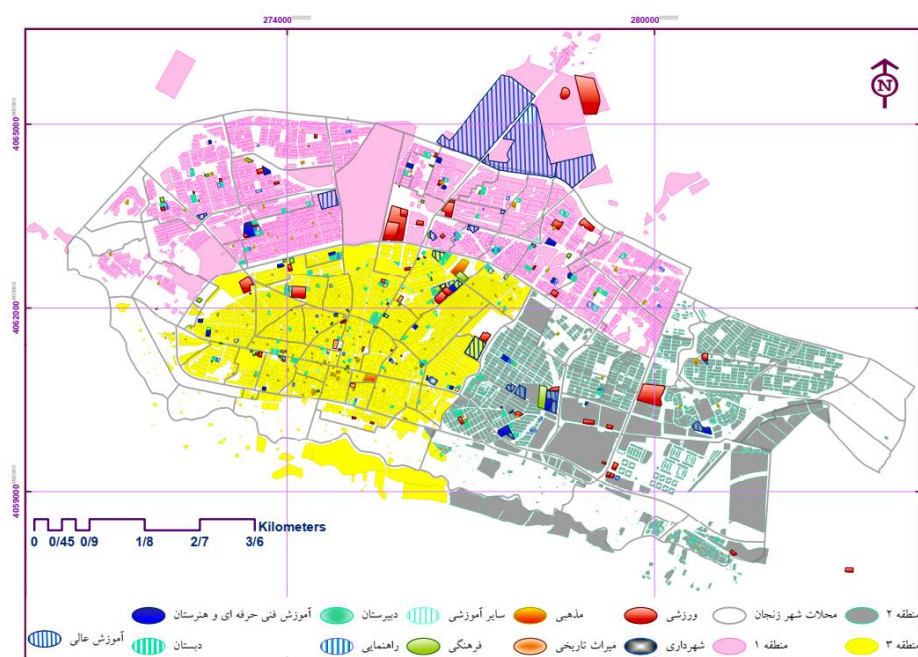 274000 280000
4065000
4062000
4059000
N
Kilometers
0 0/45 0/9 1/8 2/7 3/6
منطقه ۲ محلات شهر زنجان ورزشی مذهبی سایر آموزشی دبیرستان آموزش فنی حرفه ای و هنرستان
منطقه ۳ منطقه ۱ شهرداری میراث تاریخی فرهنگی راهنمایی دبستان آموزش عالی